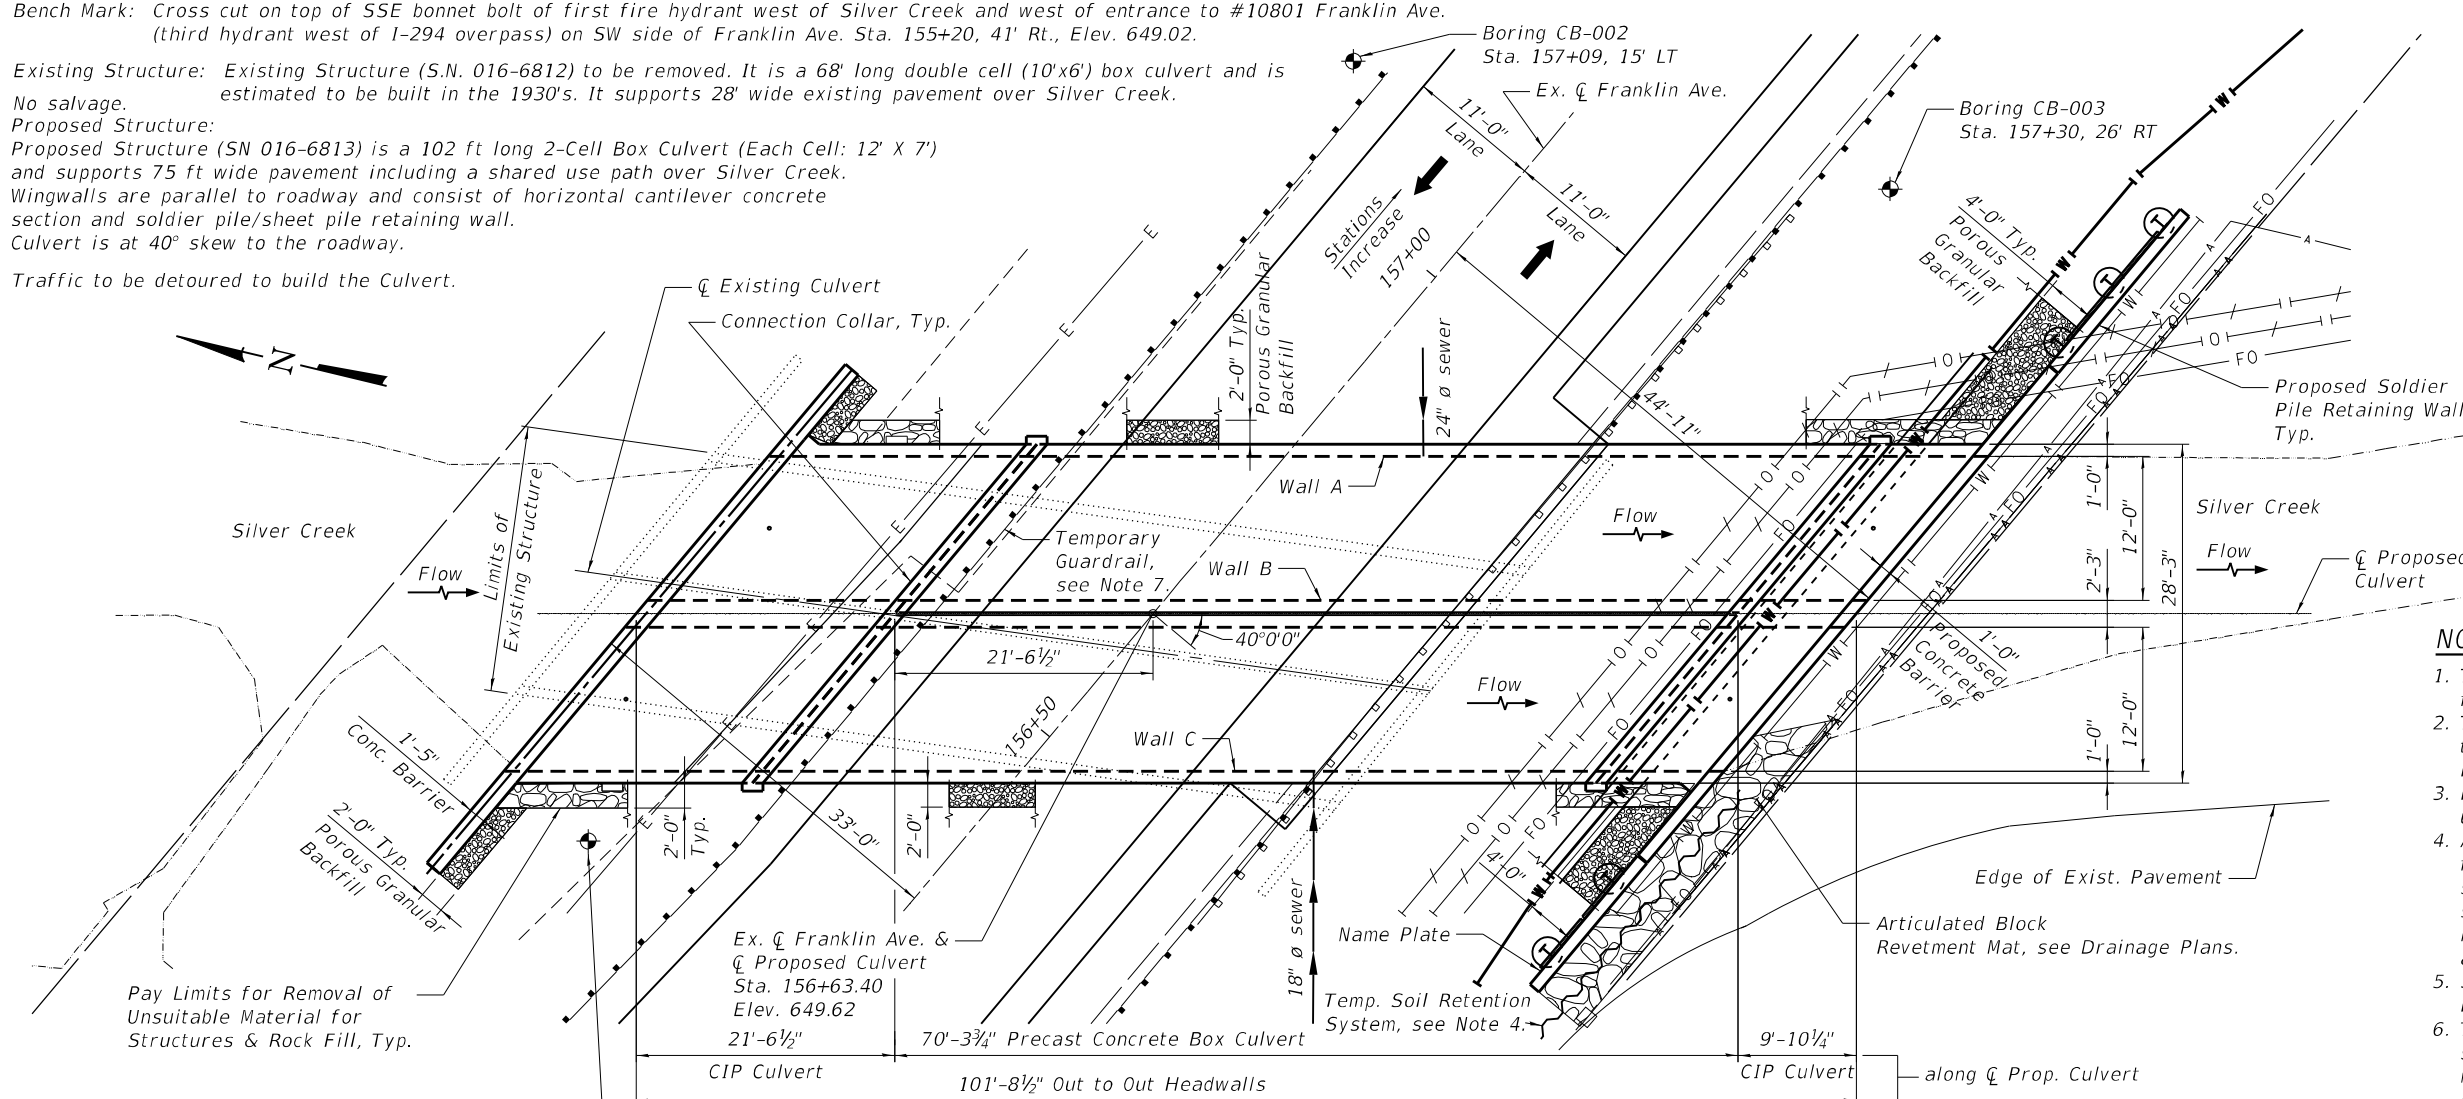 Bench Mark: Cross cut on top of SSE bonnet bolt of first fire hydrant west of Silver Creek and west of entrance to #10801 Franklin Ave.
(third hydrant west of I-294 overpass) on SW side of Franklin Ave. Sta. 155+20, 41' Rt., Elev. 649.02.
Existing Structure: Existing Structure (S.N. 016-6812) to be removed. It is a 68' long double cell (10'x6') box culvert and is
estimated to be built in the 1930's. It supports 28' wide existing pavement over Silver Creek.
No salvage.
Proposed Structure:
Proposed Structure (SN 016-6813) is a 102 ft long 2-Cell Box Culvert (Each Cell: 12' X 7')
and supports 75 ft wide pavement including a shared use path over Silver Creek.
Wingwalls are parallel to roadway and consist of horizontal cantilever concrete
section and soldier pile/sheet pile retaining wall.
Culvert is at 40° skew to the roadway.
Traffic to be detoured to build the Culvert.
Boring CB-002
Sta. 157+09, 15' LT
Ex. ℄ Franklin Ave.
Boring CB-003
Sta. 157+30, 26' RT
11'-0"
Lane
11'-0"
Lane
Stations
Increase
157+00
4'-0" Typ.
Porous
Granular
Backfill
℄ Existing Culvert
Connection Collar, Typ.
N
2'-0" Typ.
Porous Granular
Backfill
24" ø sewer
44'-11"
Proposed Soldier
Pile Retaining Wall
Typ.
Wall A
Limits of
Existing Structure
Silver Creek
Flow
Temporary
Guardrail,
see Note 7.
Wall B
Flow
1'-0"
12'-0"
2'-3"
28'-3"
Silver Creek
Flow
℄ Proposed
Culvert
40°0'0"
21'-6½"
1'-0"
Proposed
Concrete
Barrier
Flow
156+50
Wall C
12'-0"
1'-0"
1'-5"
Conc. Barrier
2'-0" Typ.
Porous Granular
Backfill
2'-0"
Typ.
33'-0"
2'-0"
4'-0"
Edge of Exist. Pavement
Name Plate
Articulated Block
Revetment Mat, see Drainage Plans.
18" ø sewer
Ex. ℄ Franklin Ave. &
℄ Proposed Culvert
Sta. 156+63.40
Elev. 649.62
Pay Limits for Removal of
Unsuitable Material for
Structures & Rock Fill, Typ.
Temp. Soil Retention
System, see Note 4.
21'-6½"
CIP Culvert
70'-3¾" Precast Concrete Box Culvert
9'-10¼"
CIP Culvert
101'-8½" Out to Out Headwalls
along ℄ Prop. Culvert
E
E
E
E
E
E
E
W
W
W
W
W
W
FO
FO
FO
FO
FO
A
A
T
T
T
T
T
1.
2.
3.
4.
5.
6.